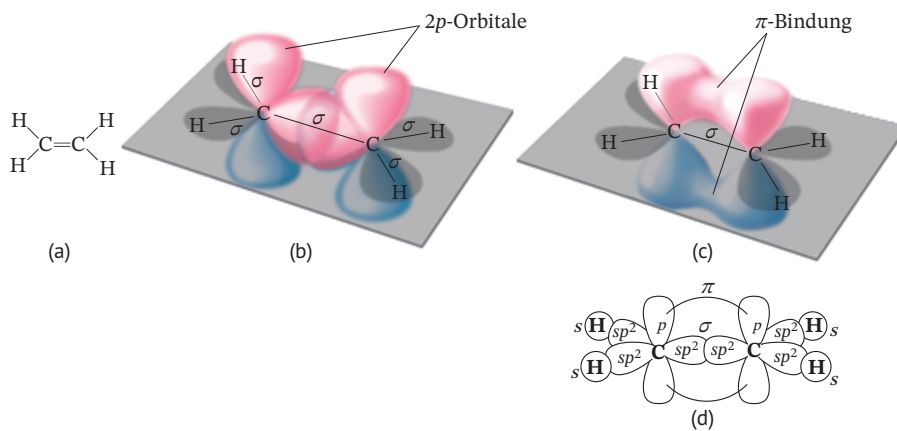 H H
C=C
H H
(a)
2p-Orbitale
H σ
C σ
H σ
σ H
C
σ
H
(b)
π-Bindung
H
C σ
H
C H
H
(c)
π
s H sp² p σ p sp² H s
C sp² sp² C
s H sp² sp² H s
(d)